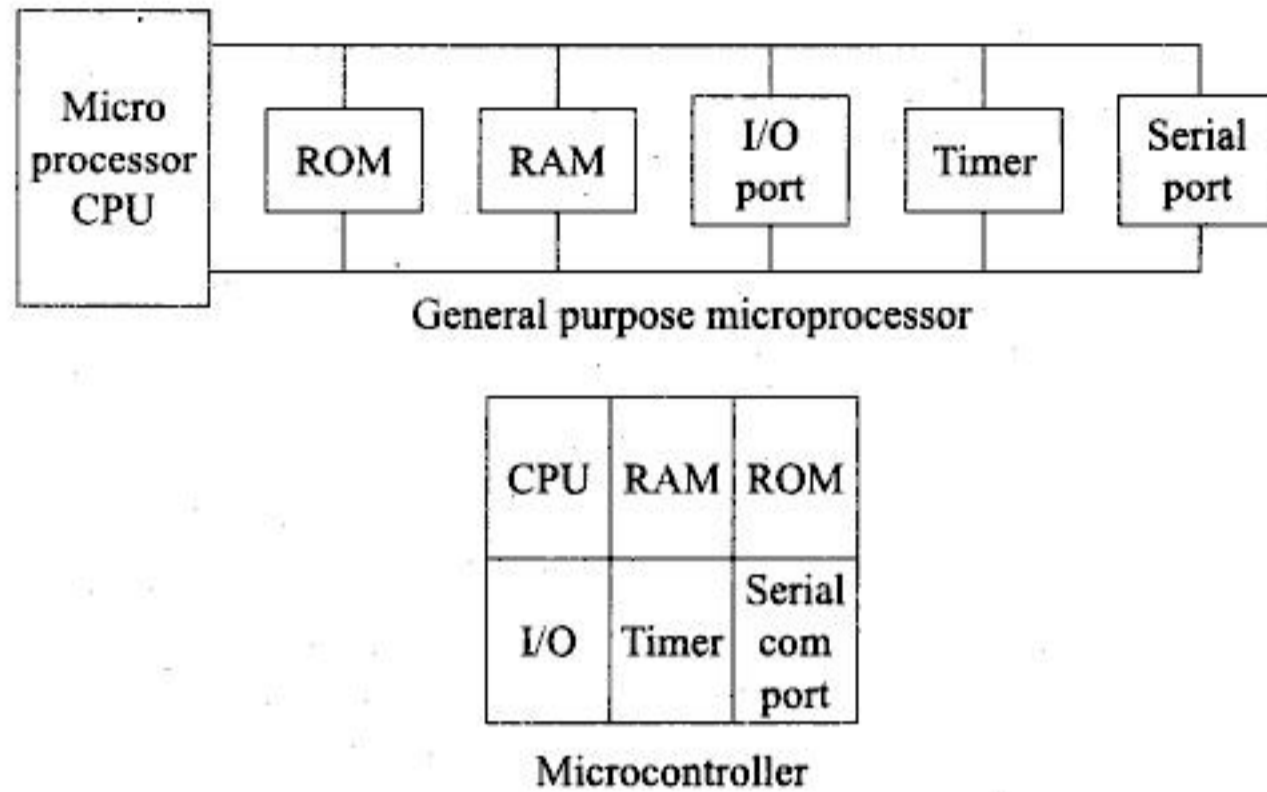 Micro
processor
CPU
ROM
RAM
I/O
port
Timer
Serial
port
General purpose microprocessor
CPU
RAM
ROM
I/O
Timer
Serial
com
port
Microcontroller